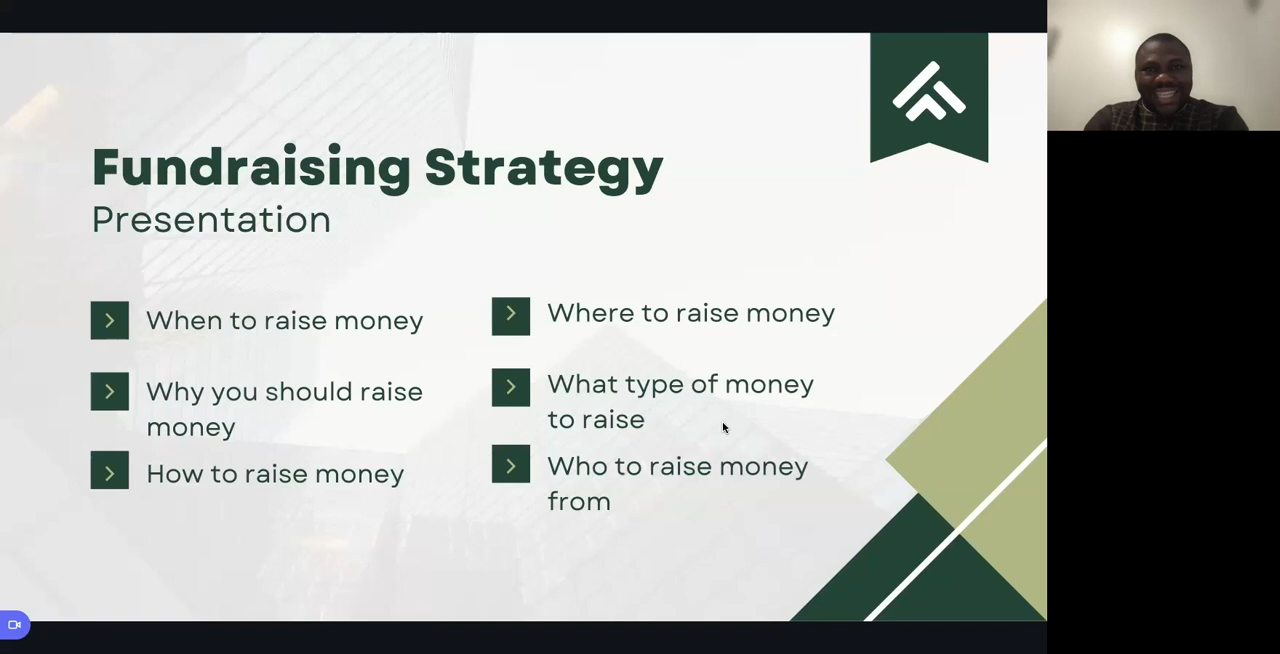 Fundraising Strategy
Presentation
When to raise money
Why you should raise
money
How to raise money
Where to raise money
What type of money
to raise
Who to raise money
from